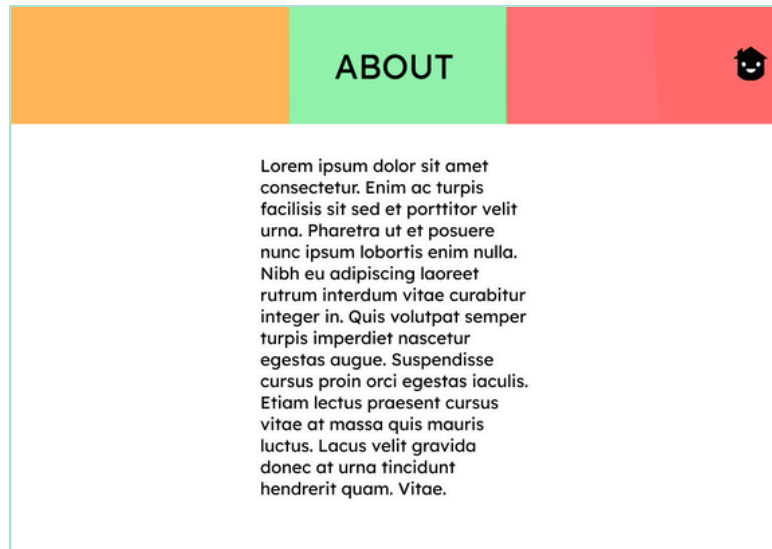 ABOUT
Lorem ipsum dolor sit amet
consectetur. Enim ac turpis
facilisis sit sed et porttitor velit
urna. Pharetra ut et posuere
nunc ipsum lobortis enim nulla.
Nibh eu adipiscing laoreet
rutrum interdum vitae curabitur
integer in. Quis volutpat semper
turpis imperdiet nascetur
egestas augue. Suspendisse
cursus proin orci egestas iaculis.
Etiam lectus praesent cursus
vitae at massa quis mauris
luctus. Lacus velit gravida
donec at urna tincidunt
hendrerit quam. Vitae.